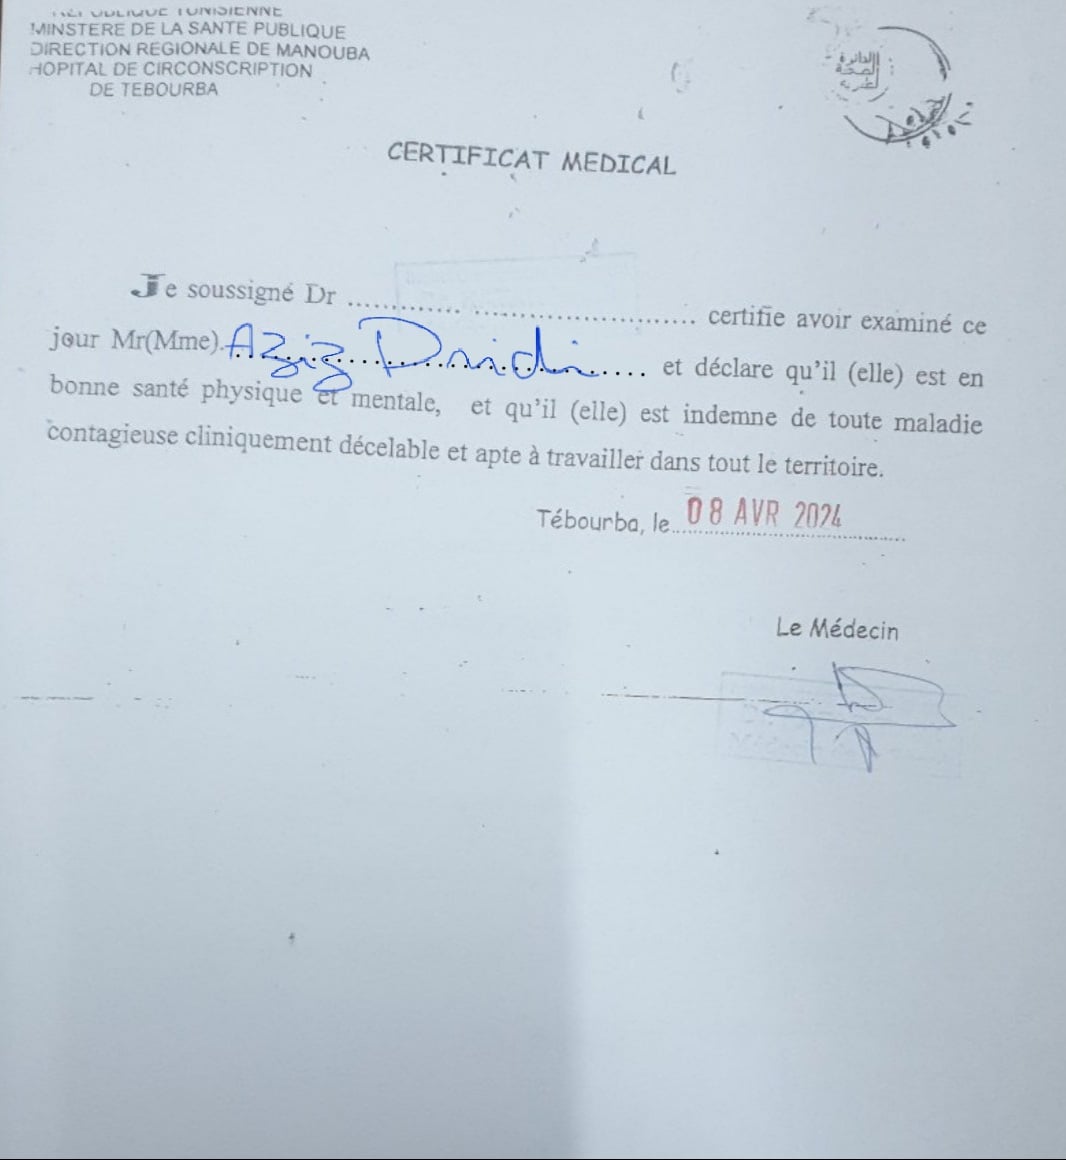 REPUBLIQUE TUNISIENNE
MINSTERE DE LA SANTE PUBLIQUE
DIRECTION REGIONALE DE MANOUBA
HOPITAL DE CIRCONSCRIPTION
DE TEBOURBA
CERTIFICAT MEDICAL
Je soussigné Dr .................................................. certifie avoir examiné ce
jour Mr(Mme). Aziz Dridi .... et déclare qu'il (elle) est en
bonne santé physique et mentale, et qu'il (elle) est indemne de toute maladie
contagieuse cliniquement décelable et apte à travailler dans tout le territoire.
Tébourba, le 08 AVR 2024
Le Médecin